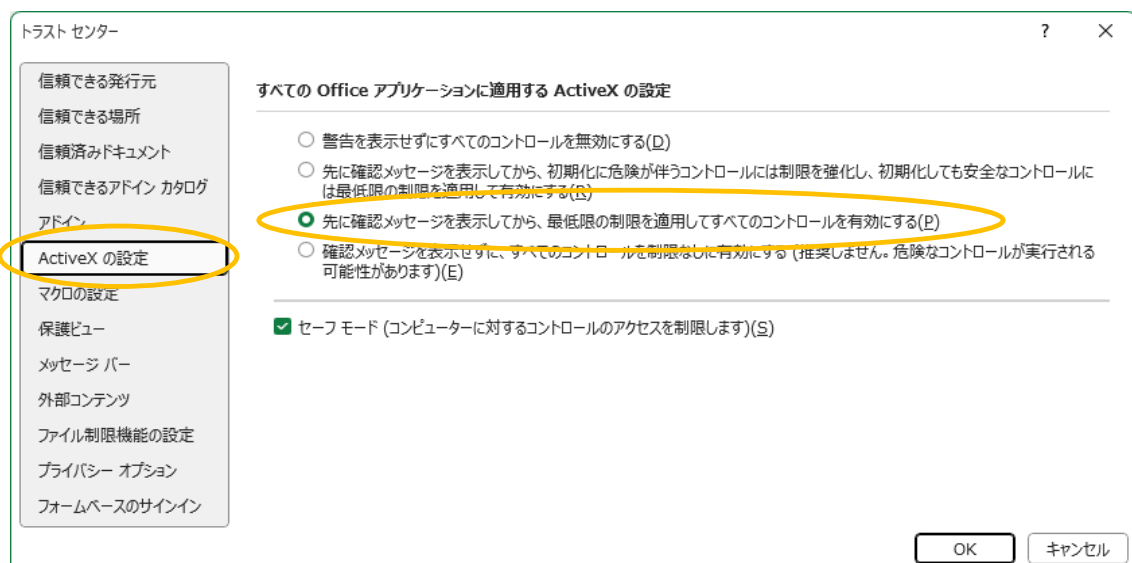 トラスト センター
?
×
信頼できる発行元
信頼できる場所
信頼済みドキュメント
信頼できるアドイン カタログ
アドイン
ActiveX の設定
マクロの設定
保護ビュー
メッセージ バー
外部コンテンツ
ファイル制限機能の設定
プライバシー オプション
フォームベースのサインイン
すべての Office アプリケーションに適用する ActiveX の設定
警告を表示せずにすべてのコントロールを無効にする(D)
先に確認メッセージを表示してから、初期化に危険が伴うコントロールには制限を強化し、初期化しても安全なコントロールに
は最低限の制限を適用して有効にする(R)
先に確認メッセージを表示してから、最低限の制限を適用してすべてのコントロールを有効にする(P)
確認メッセージを表示せずに、すべてのコントロールを制限なしに有効にする (推奨しません。危険なコントロールが実行される
可能性があります)(E)
セーフ モード (コンピューターに対するコントロールのアクセスを制限します)(S)
OK
キャンセル